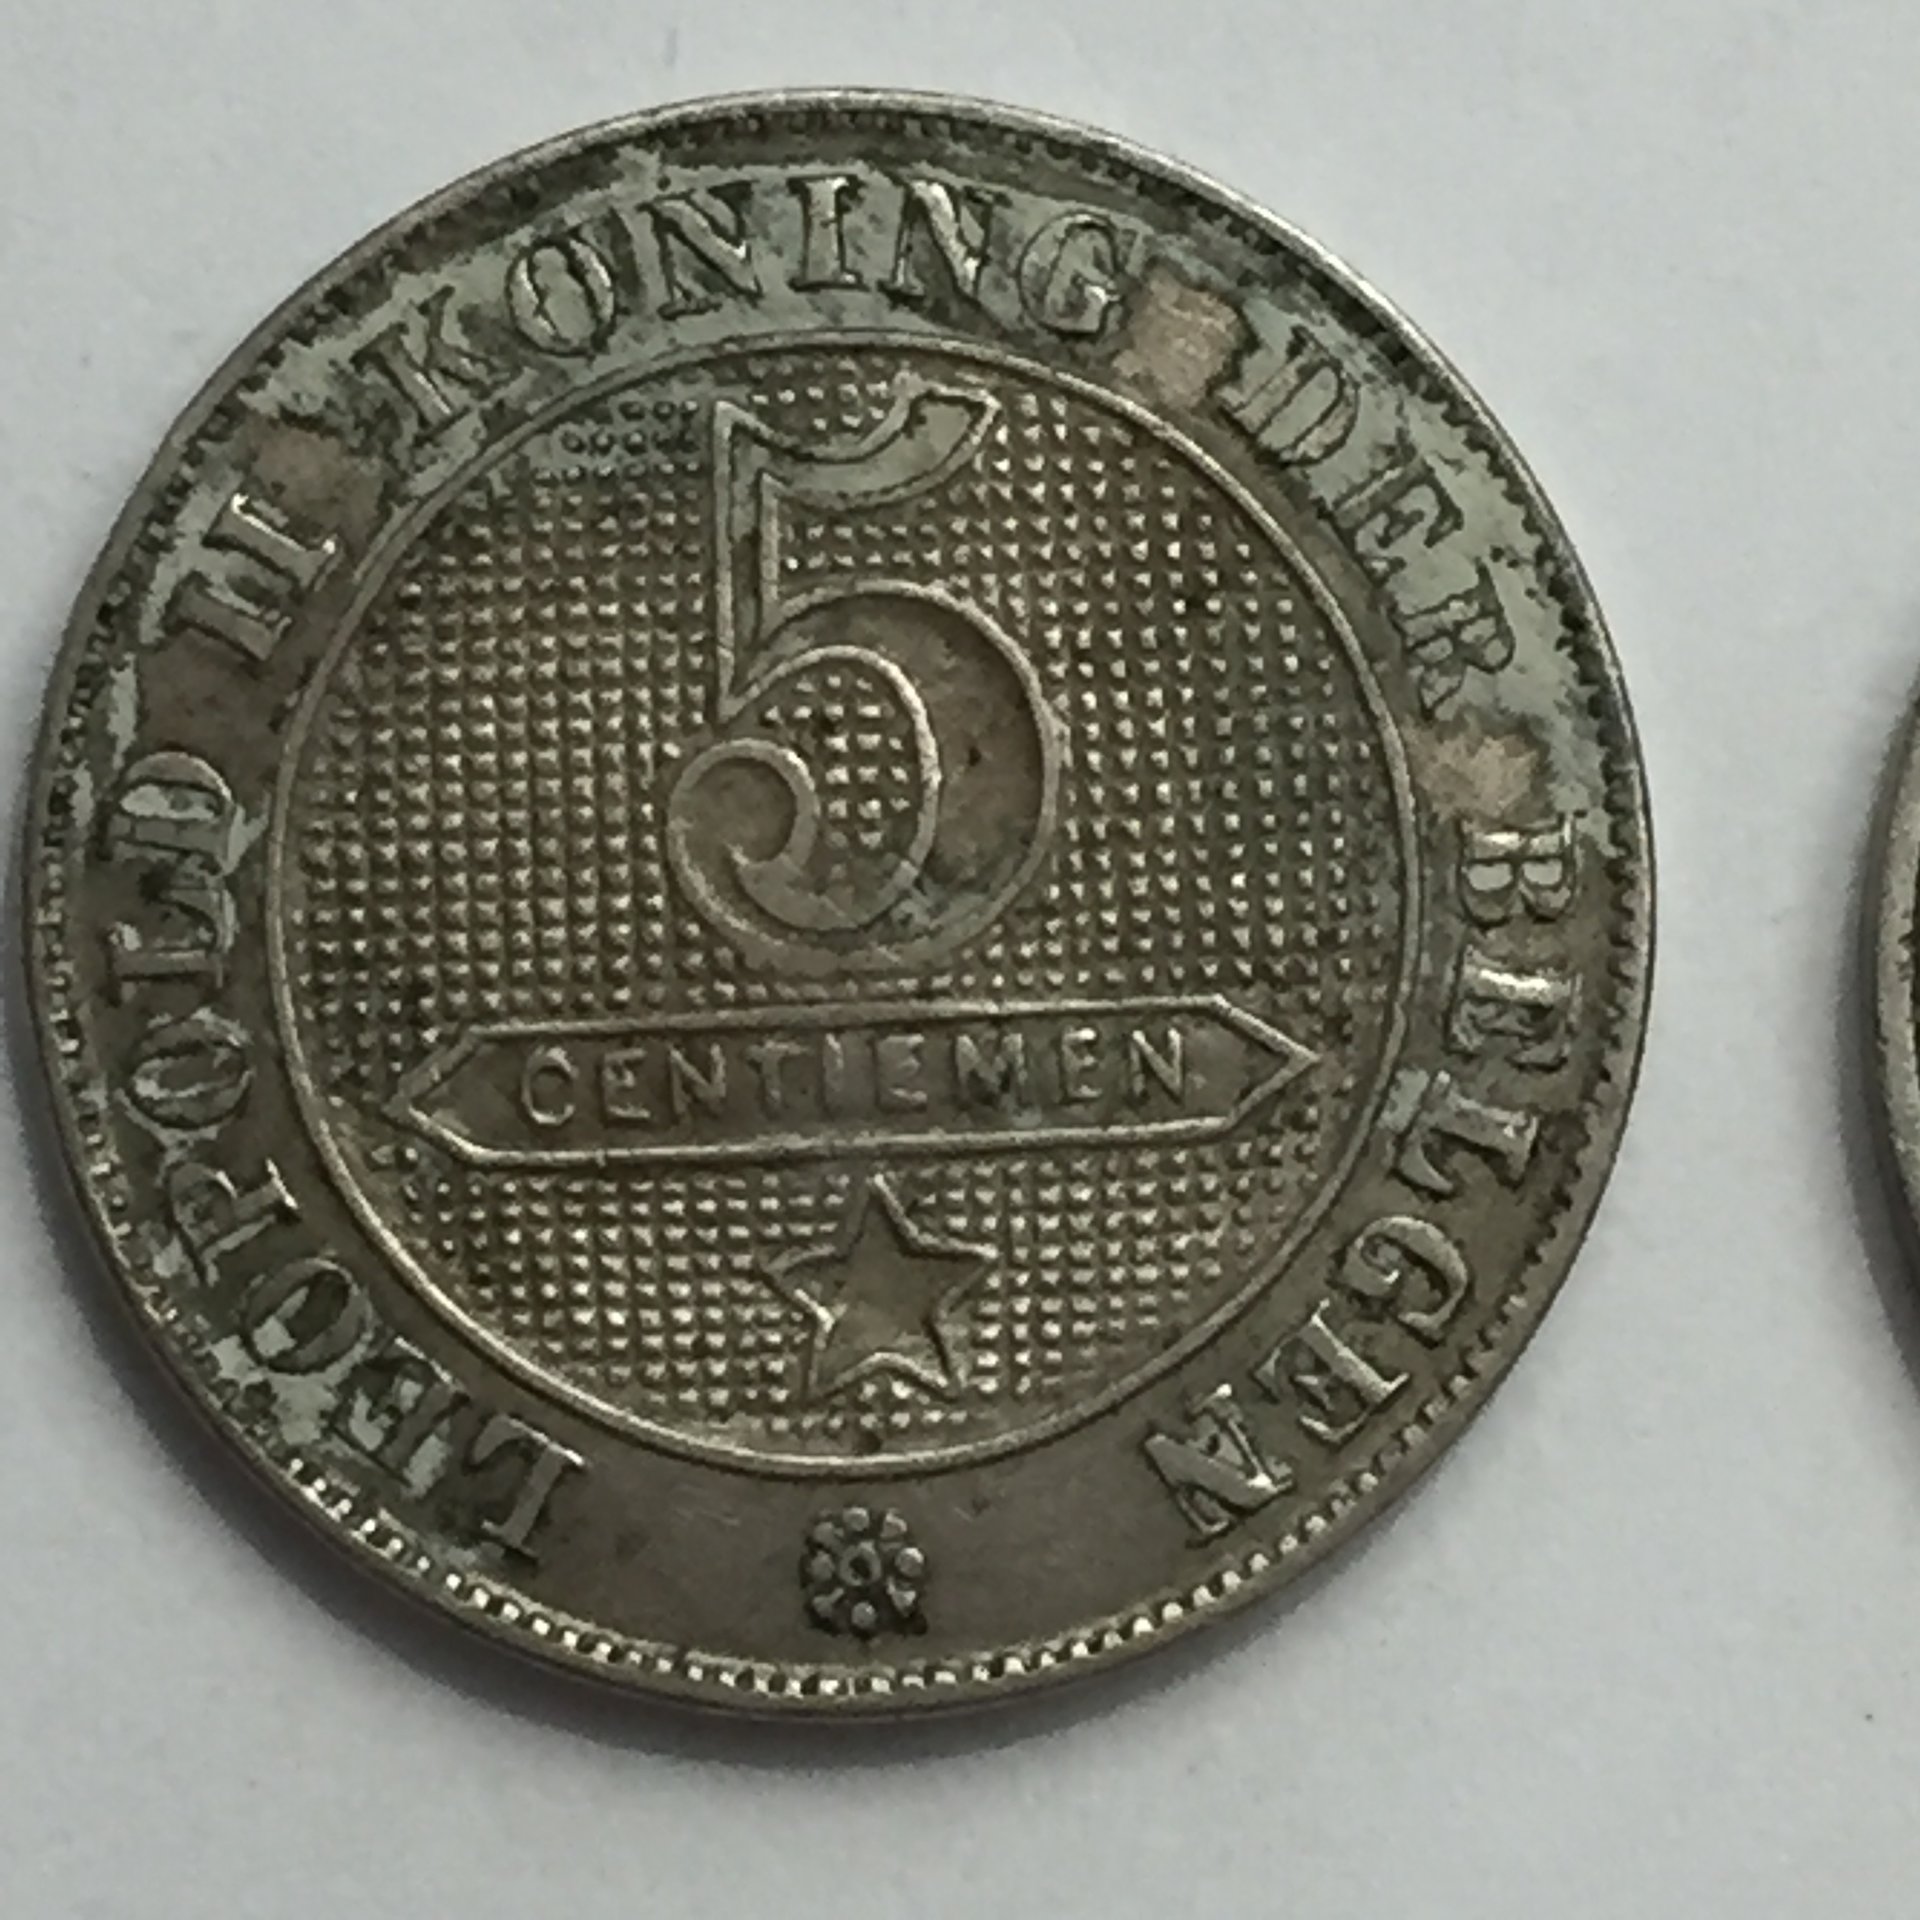 LEOPOLD II KONING DER BELGEN
5
CENTIEMEN